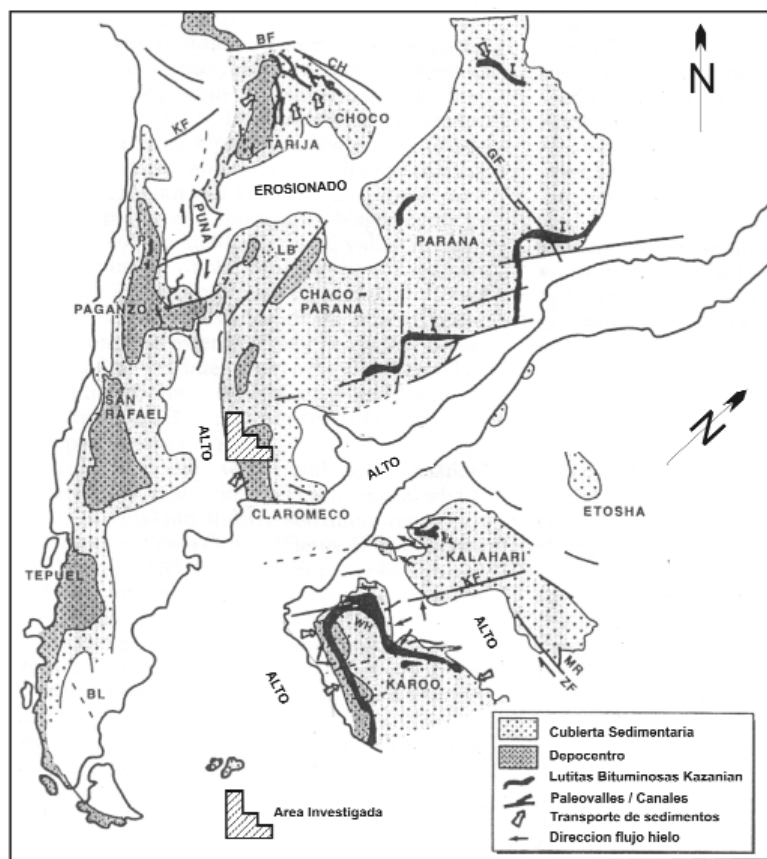 BF
CH
I
N
KF
CHOCO
TARIJA
GF
EROSIONADO
PUNA
PARANA
I
LB
CHACO -
PARANA
PAGANZO
I
SAN
RAFAEL
ALTO
ALTO
N
CLAROMECO
ETOSHA
KALAHARI
TEPUEL
KF
WH
ALTO
MR
ZF
ALTO
KAROO
BL
Cubierta Sedimentaria
Depocentro
Lutitas Bituminosas Kazanian
Paleovalles / Canales
Transporte de sedimentos
Direccion flujo hielo
Area Investigada